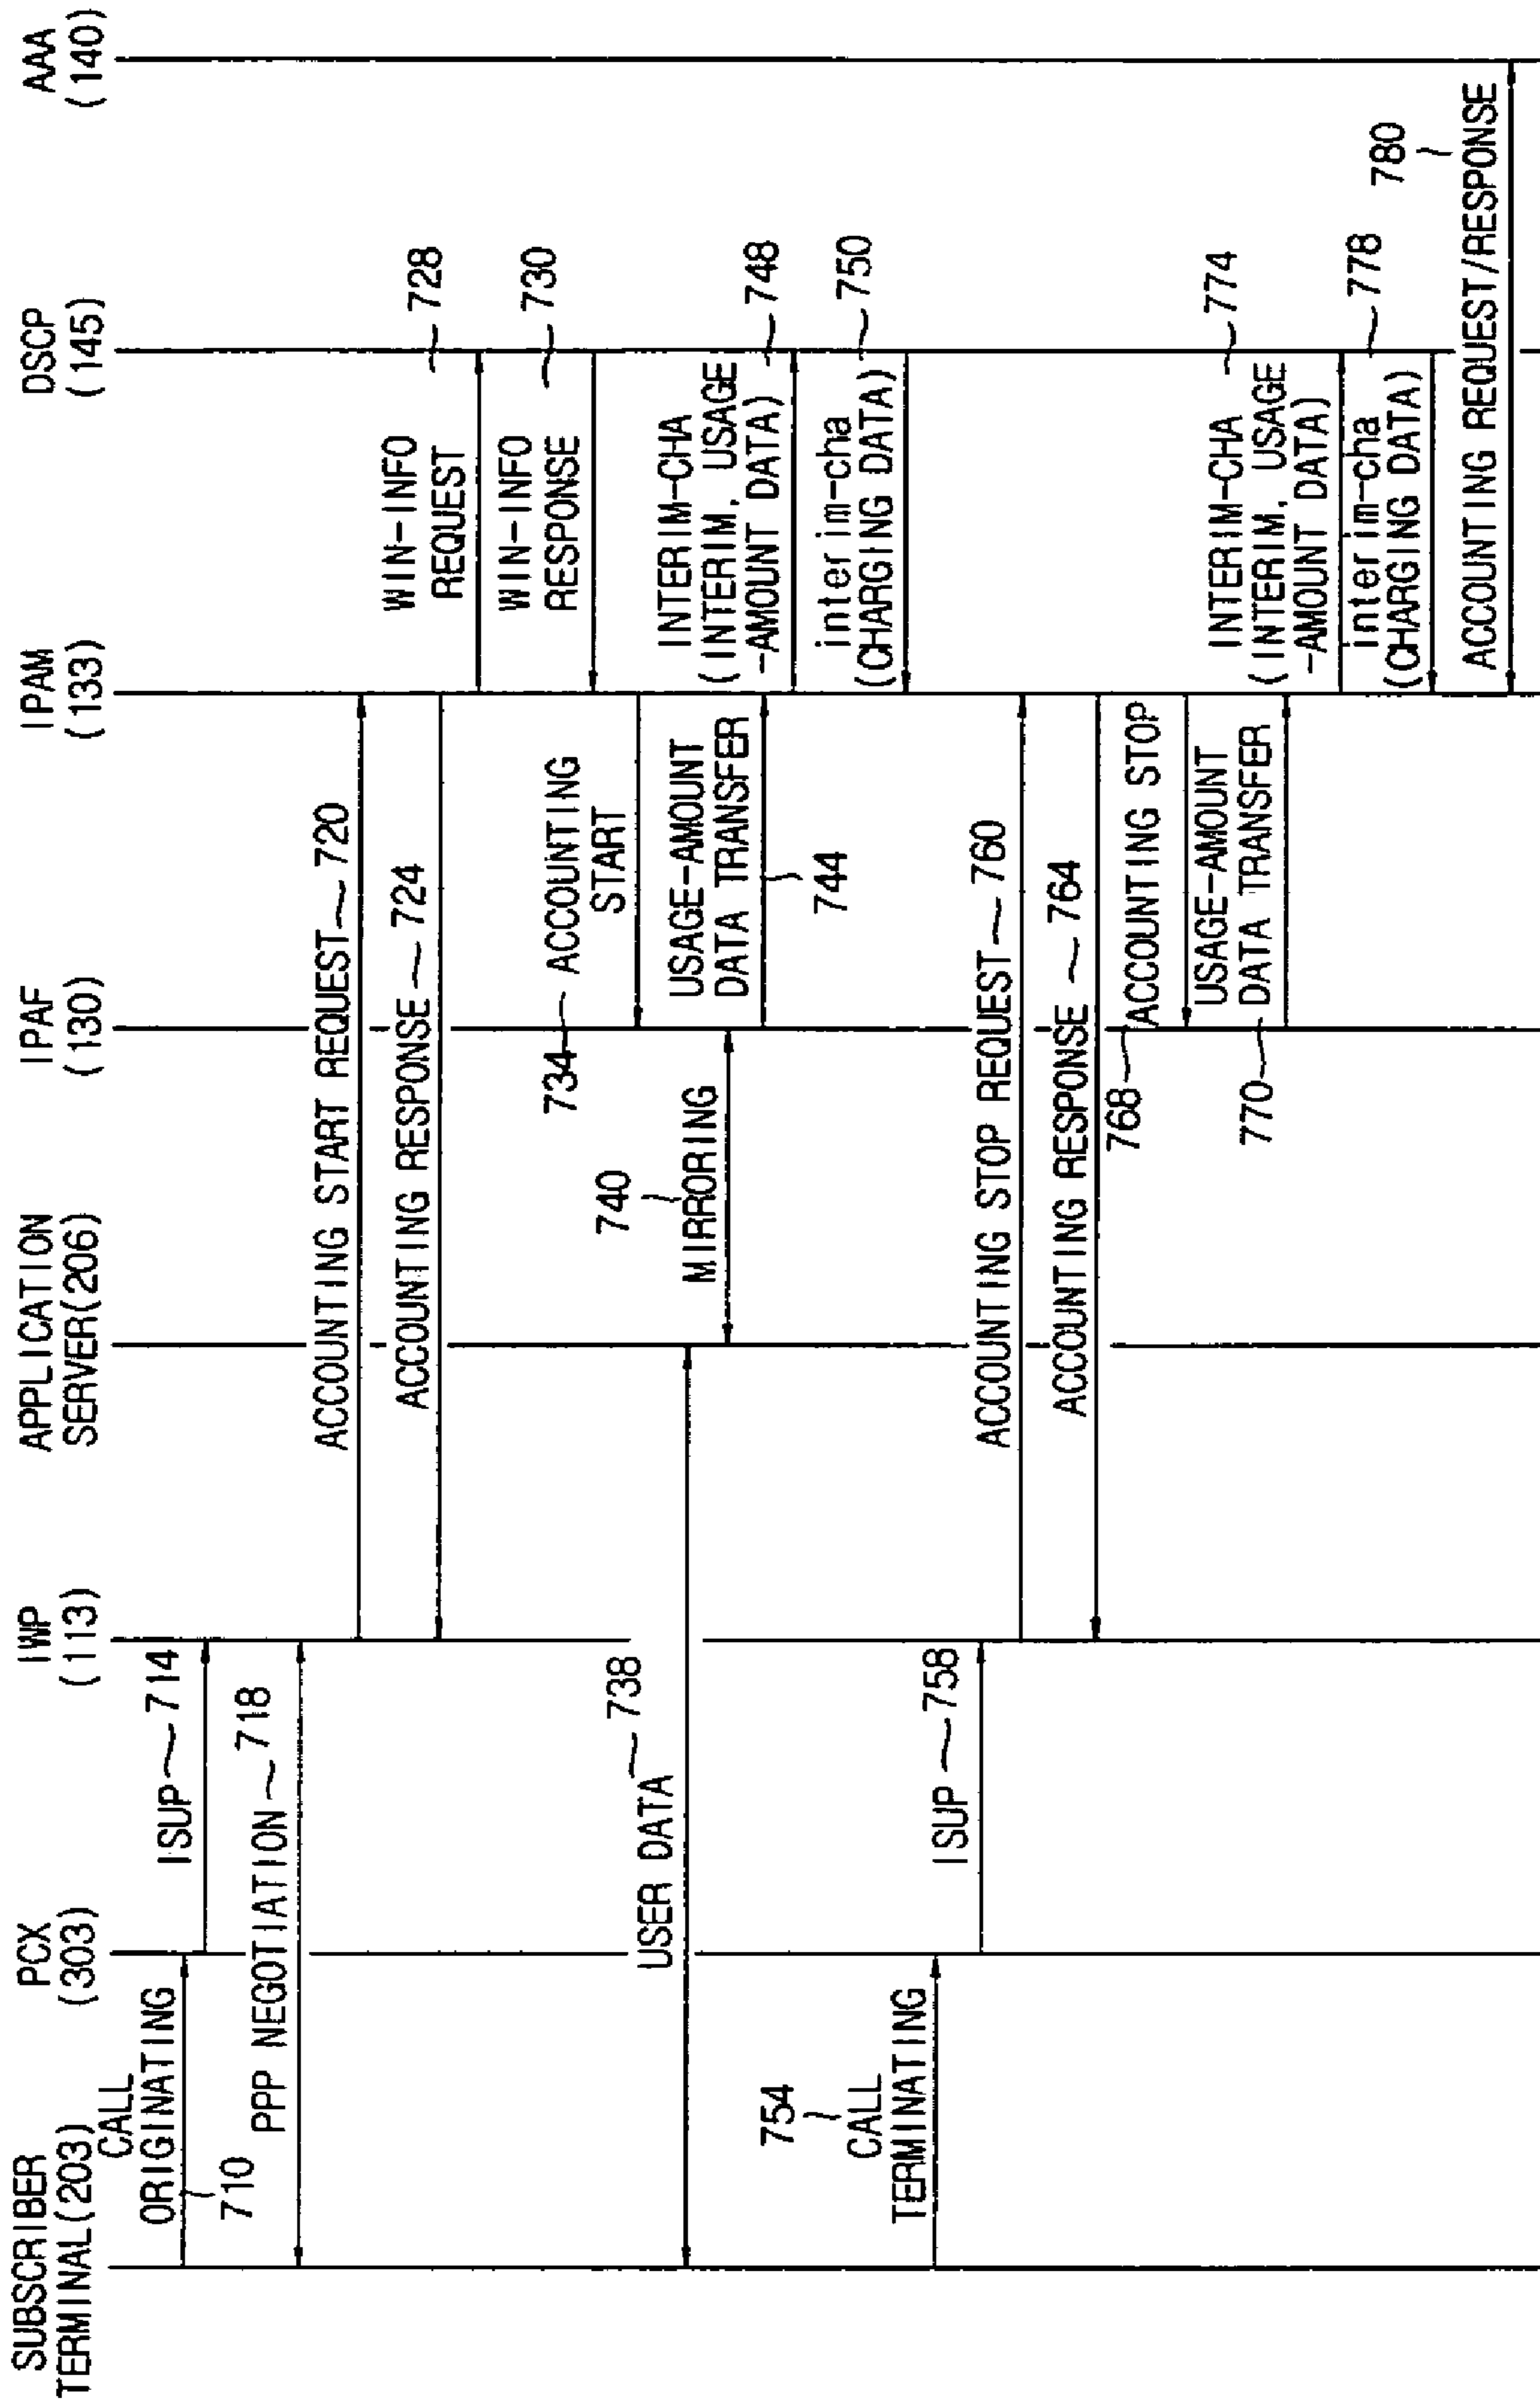 SUBSCRIBER
TERMINAL(203)
PCX
(303)
IWP
(113)
APPLICATION
SERVER(206)
IPAF
(130)
IPAM
(133)
DSCP
(145)
AAA
(140)
CALL
ORIGINATING
710
ISUP 714
PPP NEGOTIATION 718
ACCOUNTING START REQUEST 720
ACCOUNTING RESPONSE 724
WIN-INFO
REQUEST
728
WIN-INFO
RESPONSE
730
734 ACCOUNTING
START
USER DATA 738
740
MIRRORING
USAGE-AMOUNT
DATA TRANSFER
744
INTERIM-CHA
(INTERIM, USAGE
-AMOUNT DATA)
748
interim-cha
(CHARGING DATA)
750
754
CALL
TERMINATING
ISUP 758
ACCOUNTING STOP REQUEST 760
ACCOUNTING RESPONSE 764
768 ACCOUNTING STOP
USAGE-AMOUNT
DATA TRANSFER
770
INTERIM-CHA
(INTERIM, USAGE
-AMOUNT DATA)
774
interim-cha
(CHARGING DATA)
778
780
ACCOUNTING REQUEST/RESPONSE